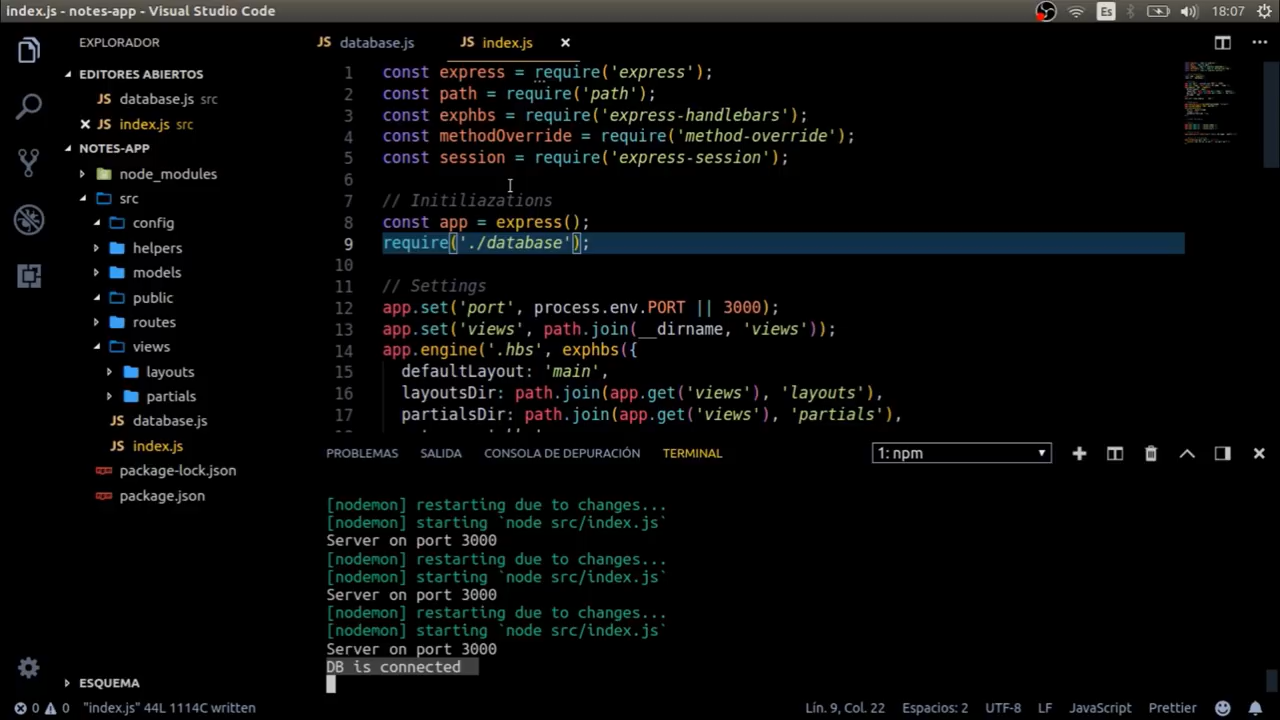 index.js - notes-app - Visual Studio Code
Es
18:07
EXPLORADOR
EDITORES ABIERTOS
JS database.js src
JS index.js src
NOTES-APP
node_modules
src
config
helpers
models
public
routes
views
layouts
partials
JS database.js
JS index.js
package-lock.json
package.json
ESQUEMA
JS database.js
JS index.js
1 const express = require('express');
2 const path = require('path');
3 const exphbs = require('express-handlebars');
4 const methodOverride = require('method-override');
5 const session = require('express-session');
6
7 // Initiliazations
8 const app = express();
9 require('./database');
10
11 // Settings
12 app.set('port', process.env.PORT || 3000);
13 app.set('views', path.join(__dirname, 'views'));
14 app.engine('.hbs', exphbs({
15 defaultLayout: 'main',
16 layoutsDir: path.join(app.get('views'), 'layouts'),
17 partialsDir: path.join(app.get('views'), 'partials'),
PROBLEMAS
SALIDA
CONSOLA DE DEPURACIÓN
TERMINAL
1: npm
[nodemon] restarting due to changes...
[nodemon] starting `node src/index.js`
Server on port 3000
[nodemon] restarting due to changes...
[nodemon] starting `node src/index.js`
Server on port 3000
[nodemon] restarting due to changes...
[nodemon] starting `node src/index.js`
Server on port 3000
DB is connected
0 0 "index.js" 44L 1114C written
Lín. 9, Col. 22
Espacios: 2
UTF-8
LF
JavaScript
Prettier